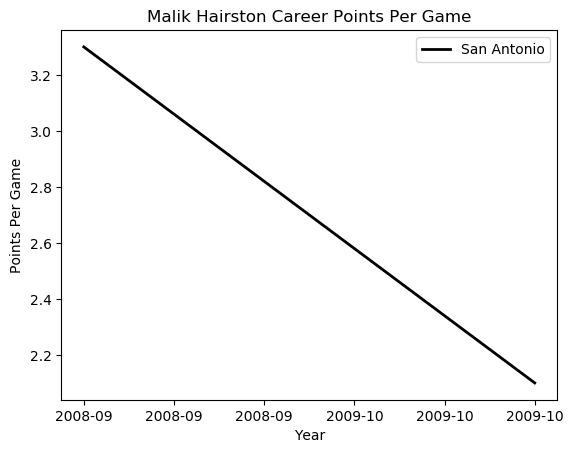 Malik Hairston Career Points Per Game
San Antonio
Points Per Game
3.2
3.0
2.8
2.6
2.4
2.2
2008-09 2008-09 2008-09 2009-10 2009-10 2009-10
Year